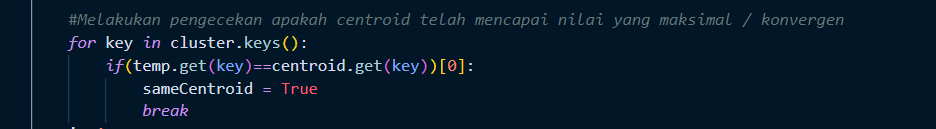 #Melakukan pengecekan apakah centroid telah mencapai nilai yang maksimal / konvergen
for key in cluster.keys():
if(temp.get(key)==centroid.get(key))[0]:
sameCentroid = True
break